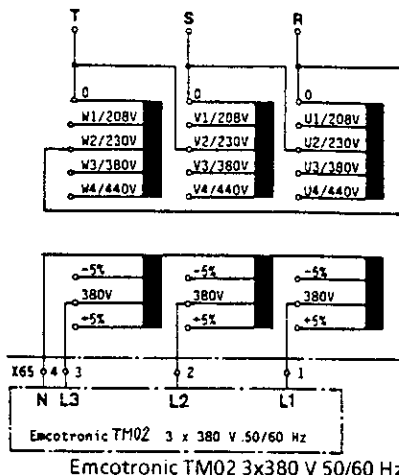 T S R
0 0 0
W1/208V V1/208V U1/208V
W2/230V V2/230V U2/230V
W3/380V V3/380V U3/380V
W4/440V V4/440V U4/440V
-5% -5% -5%
380V 380V 380V
+5% +5% +5%
X65 4 3 2 1
N L3 L2 L1
Emcotronic TM02 3 x 380 V 50/60 Hz
Emcotronic TM02 3x380 V 50/60 Hz